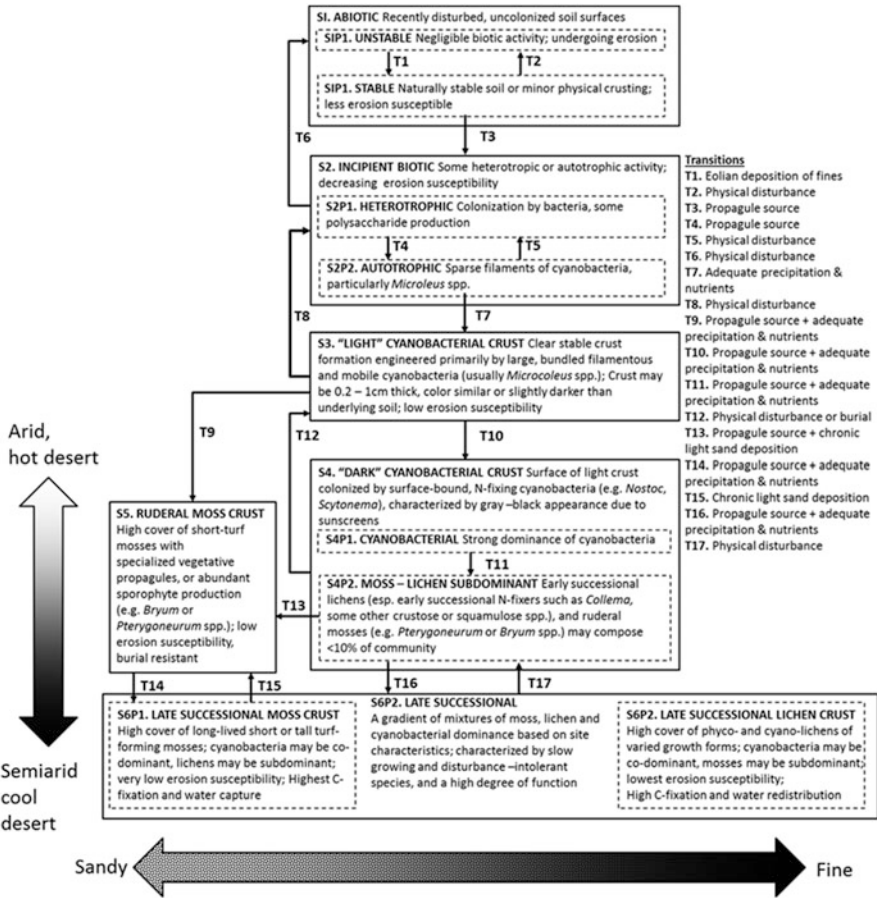 SI. ABIOTIC Recently disturbed, uncolonized soil surfaces
SIP1. UNSTABLE Negligible biotic activity; undergoing erosion
T1
T2
SIP1. STABLE Naturally stable soil or minor physical crusting;
less erosion susceptible
T6
T3
S2. INCIPIENT BIOTIC Some heterotropic or autotrophic activity;
decreasing erosion susceptibility
S2P1. HETEROTROPHIC Colonization by bacteria, some
polysaccharide production
T4
T5
S2P2. AUTOTROPHIC Sparse filaments of cyanobacteria,
particularly Microleus spp.
T8
T7
S3. "LIGHT" CYANOBACTERIAL CRUST Clear stable crust
formation engineered primarily by large, bundled filamentous
and mobile cyanobacteria (usually Microcoleus spp.); Crust may
be 0.2 – 1cm thick, color similar or slightly darker than
underlying soil; low erosion susceptibility
T9
T12
T10
S4. "DARK" CYANOBACTERIAL CRUST Surface of light crust
colonized by surface-bound, N-fixing cyanobacteria (e.g. Nostoc,
Scytonema), characterized by gray –black appearance due to
sunscreens
S4P1. CYANOBACTERIAL Strong dominance of cyanobacteria
T11
S4P2. MOSS – LICHEN SUBDOMINANT Early successional
lichens (esp. early successional N-fixers such as Collema,
some other crustose or squamulose spp.), and ruderal
mosses (e.g. Pterygoneurum or Bryum spp.) may compose
<10% of community
T13
S5. RUDERAL MOSS CRUST
High cover of short-turf
mosses with
specialized vegetative
propagules, or abundant
sporophyte production
(e.g. Bryum or
Pterygoneurum spp.); low
erosion susceptibility,
burial resistant
T14
T15
T16
T17
S6P1. LATE SUCCESSIONAL MOSS CRUST
High cover of long-lived short or tall turf-
forming mosses; cyanobacteria may be co-
dominant, lichens may be subdominant;
very low erosion susceptibility; Highest C-
fixation and water capture
S6P2. LATE SUCCESSIONAL
A gradient of mixtures of moss, lichen and
cyanobacterial dominance based on site
characteristics; characterized by slow
growing and disturbance –intolerant
species, and a high degree of function
S6P2. LATE SUCCESSIONAL LICHEN CRUST
High cover of phyco- and cyano-lichens of
varied growth forms; cyanobacteria may be
co-dominant, mosses may be subdominant;
lowest erosion susceptibility;
High C-fixation and water redistribution
Transitions
T1. Eolian deposition of fines
T2. Physical disturbance
T3. Propagule source
T4. Propagule source
T5. Physical disturbance
T6. Physical disturbance
T7. Adequate precipitation &
nutrients
T8. Physical disturbance
T9. Propagule source + adequate
precipitation & nutrients
T10. Propagule source + adequate
precipitation & nutrients
T11. Propagule source + adequate
precipitation & nutrients
T12. Physical disturbance or burial
T13. Propagule source + chronic
light sand deposition
T14. Propagule source + adequate
precipitation & nutrients
T15. Chronic light sand deposition
T16. Propagule source + adequate
precipitation & nutrients
T17. Physical disturbance
Arid,
hot desert
Semiarid
cool
desert
Sandy
Fine